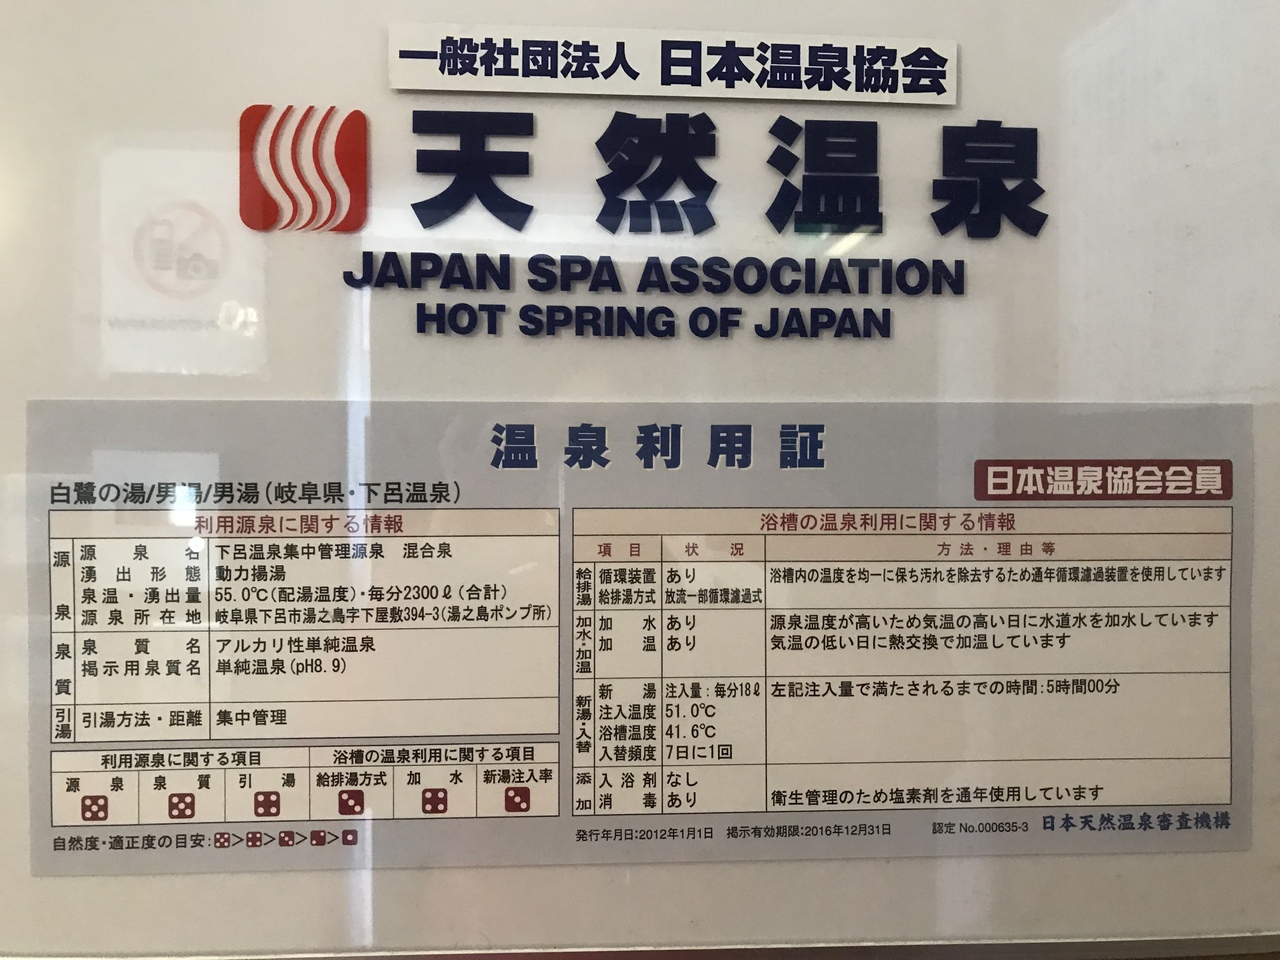 一般社団法人 日本温泉協会
天然温泉
JAPAN SPA ASSOCIATION
HOT SPRING OF JAPAN
温泉利用証
白鷺の湯/男湯/男湯(岐阜県・下呂温泉)
日本温泉協会会員
利用源泉に関する情報
源泉
源泉名 下呂温泉集中管理源泉 混合泉
湧出形態 動力揚湯
泉温・湧出量 55.0℃(配湯温度)・毎分2300ℓ(合計)
源泉所在地 岐阜県下呂市湯之島字下屋敷394-3(湯之島ポンプ所)
泉質
泉質名 アルカリ性単純温泉
掲示用泉質名 単純温泉(pH8.9)
引湯
引湯方法・距離 集中管理
利用源泉に関する項目 浴槽の温泉利用に関する項目
源泉 泉質 引湯 給排湯方式 加水 新湯注入率
自然度・適正度の目安: > > > >
浴槽の温泉利用に関する情報
項目 状況 方法・理由等
給排湯
循環装置 あり 浴槽内の温度を均一に保ち汚れを除去するため通年循環濾過装置を使用しています
給排湯方式 放流一部循環濾過式
加水・加温
加水 あり 源泉温度が高いため気温の高い日に水道水を加水しています
加温 あり 気温の低い日に熱交換で加温しています
新湯・入替
新湯 注入量:毎分18ℓ 左記注入量で満たされるまでの時間:5時間00分
注入温度 51.0℃
浴槽温度 41.6℃
入替頻度 7日に1回
添加
入浴剤 なし
消毒 あり 衛生管理のため塩素剤を通年使用しています
発行年月日:2012年1月1日 掲示有効期限:2016年12月31日 認定 No.000635-3 日本天然温泉審査機構